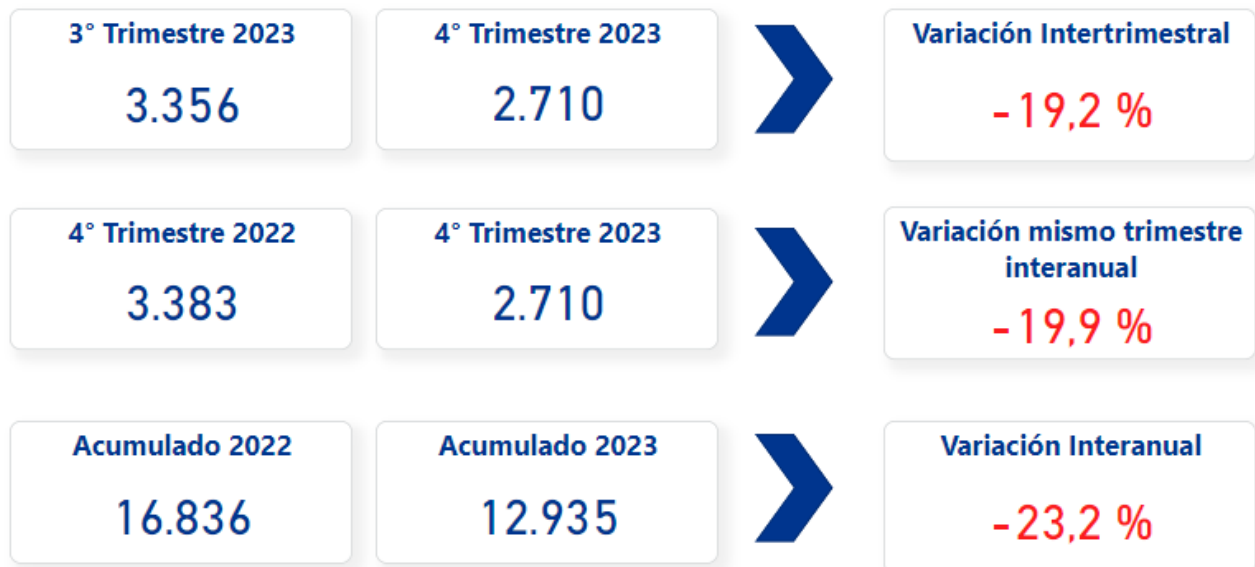 3° Trimestre 2023
3.356
4° Trimestre 2023
2.710
Variación Intertrimestral
-19,2 %
4° Trimestre 2022
3.383
4° Trimestre 2023
2.710
Variación mismo trimestre
interanual
-19,9 %
Acumulado 2022
16.836
Acumulado 2023
12.935
Variación Interanual
-23,2 %